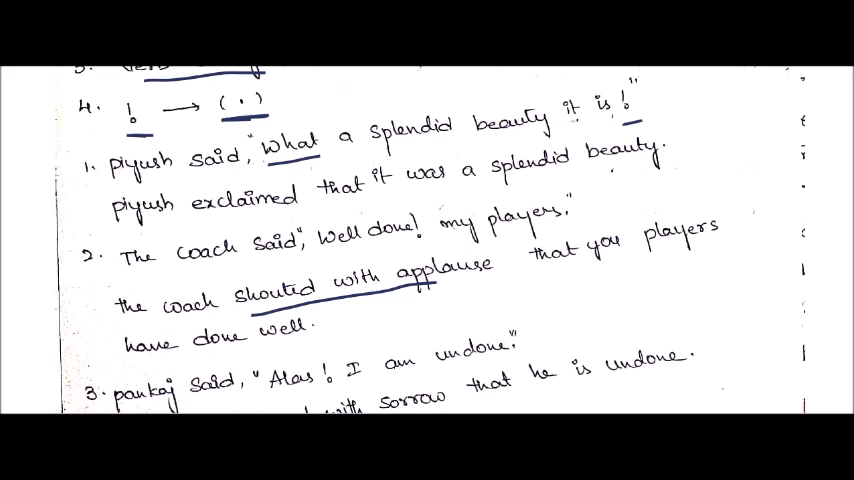 3.
4. ! → (.)
1. Piyush said, "What a splendid beauty it is !"
Piyush exclaimed that it was a splendid beauty.
2. The coach said", Well done! my players."
the coach shouted with applause that you players
have done well.
3. Pankaj said, "Alas! I am undone."
with sorrow that he is undone.